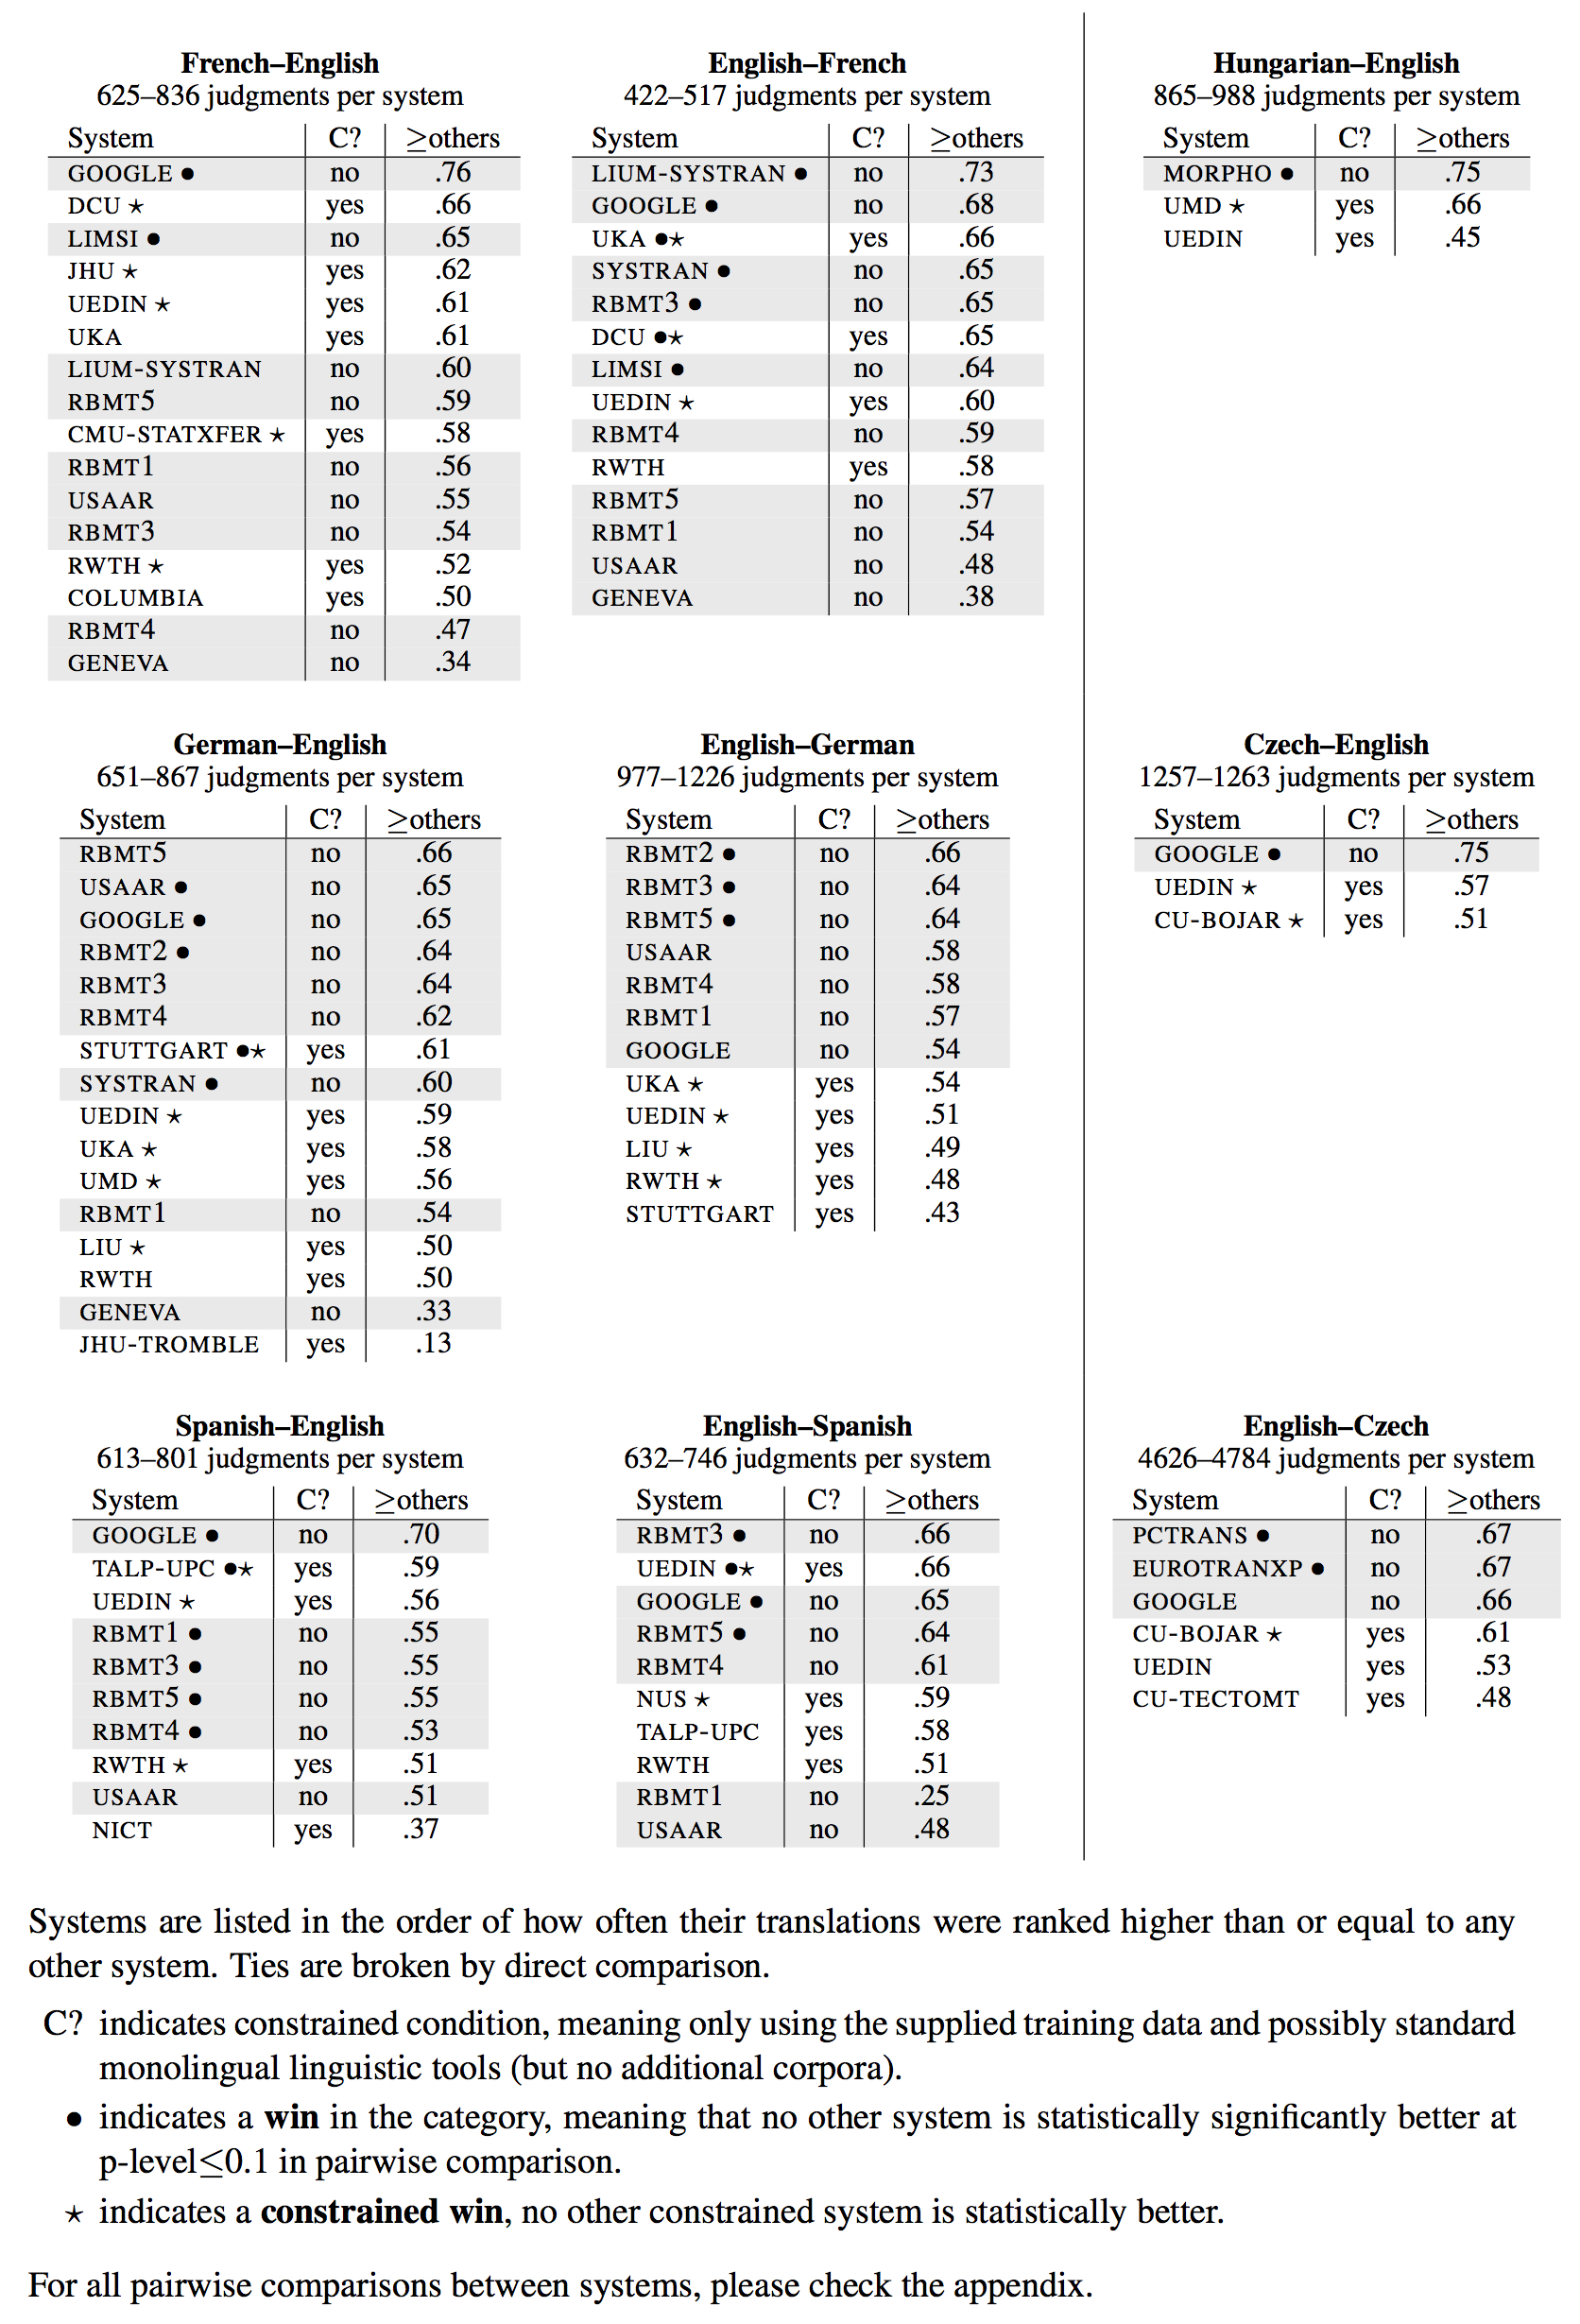 French–English
625–836 judgments per system
System C? ≥others
GOOGLE ● no .76
DCU ⋆ yes .66
LIMSI ● no .65
JHU ⋆ yes .62
UEDIN ⋆ yes .61
UKA yes .61
LIUM-SYSTRAN no .60
RBMT5 no .59
CMU-STATXFER ⋆ yes .58
RBMT1 no .56
USAAR no .55
RBMT3 no .54
RWTH ⋆ yes .52
COLUMBIA yes .50
RBMT4 no .47
GENEVA no .34
English–French
422–517 judgments per system
System C? ≥others
LIUM-SYSTRAN ● no .73
GOOGLE ● no .68
UKA ●⋆ yes .66
SYSTRAN ● no .65
RBMT3 ● no .65
DCU ●⋆ yes .65
LIMSI ● no .64
UEDIN ⋆ yes .60
RBMT4 no .59
RWTH yes .58
RBMT5 no .57
RBMT1 no .54
USAAR no .48
GENEVA no .38
Hungarian–English
865–988 judgments per system
System C? ≥others
MORPHO ● no .75
UMD ⋆ yes .66
UEDIN yes .45
German–English
651–867 judgments per system
System C? ≥others
RBMT5 no .66
USAAR ● no .65
GOOGLE ● no .65
RBMT2 ● no .64
RBMT3 no .64
RBMT4 no .62
STUTTGART ●⋆ yes .61
SYSTRAN ● no .60
UEDIN ⋆ yes .59
UKA ⋆ yes .58
UMD ⋆ yes .56
RBMT1 no .54
LIU ⋆ yes .50
RWTH yes .50
GENEVA no .33
JHU-TROMBLE yes .13
English–German
977–1226 judgments per system
System C? ≥others
RBMT2 ● no .66
RBMT3 ● no .64
RBMT5 ● no .64
USAAR no .58
RBMT4 no .58
RBMT1 no .57
GOOGLE no .54
UKA ⋆ yes .54
UEDIN ⋆ yes .51
LIU ⋆ yes .49
RWTH ⋆ yes .48
STUTTGART yes .43
Czech–English
1257–1263 judgments per system
System C? ≥others
GOOGLE ● no .75
UEDIN ⋆ yes .57
CU-BOJAR ⋆ yes .51
Spanish–English
613–801 judgments per system
System C? ≥others
GOOGLE ● no .70
TALP-UPC ●⋆ yes .59
UEDIN ⋆ yes .56
RBMT1 ● no .55
RBMT3 ● no .55
RBMT5 ● no .55
RBMT4 ● no .53
RWTH ⋆ yes .51
USAAR no .51
NICT yes .37
English–Spanish
632–746 judgments per system
System C? ≥others
RBMT3 ● no .66
UEDIN ●⋆ yes .66
GOOGLE ● no .65
RBMT5 ● no .64
RBMT4 no .61
NUS ⋆ yes .59
TALP-UPC yes .58
RWTH yes .51
RBMT1 no .25
USAAR no .48
English–Czech
4626–4784 judgments per system
System C? ≥others
PCTRANS ● no .67
EUROTRANXP ● no .67
GOOGLE no .66
CU-BOJAR ⋆ yes .61
UEDIN yes .53
CU-TECTOMT yes .48
Systems are listed in the order of how often their translations were ranked higher than or equal to any
other system. Ties are broken by direct comparison.
C? indicates constrained condition, meaning only using the supplied training data and possibly standard
monolingual linguistic tools (but no additional corpora).
● indicates a win in the category, meaning that no other system is statistically significantly better at
p-level≤0.1 in pairwise comparison.
⋆ indicates a constrained win, no other constrained system is statistically better.
For all pairwise comparisons between systems, please check the appendix.